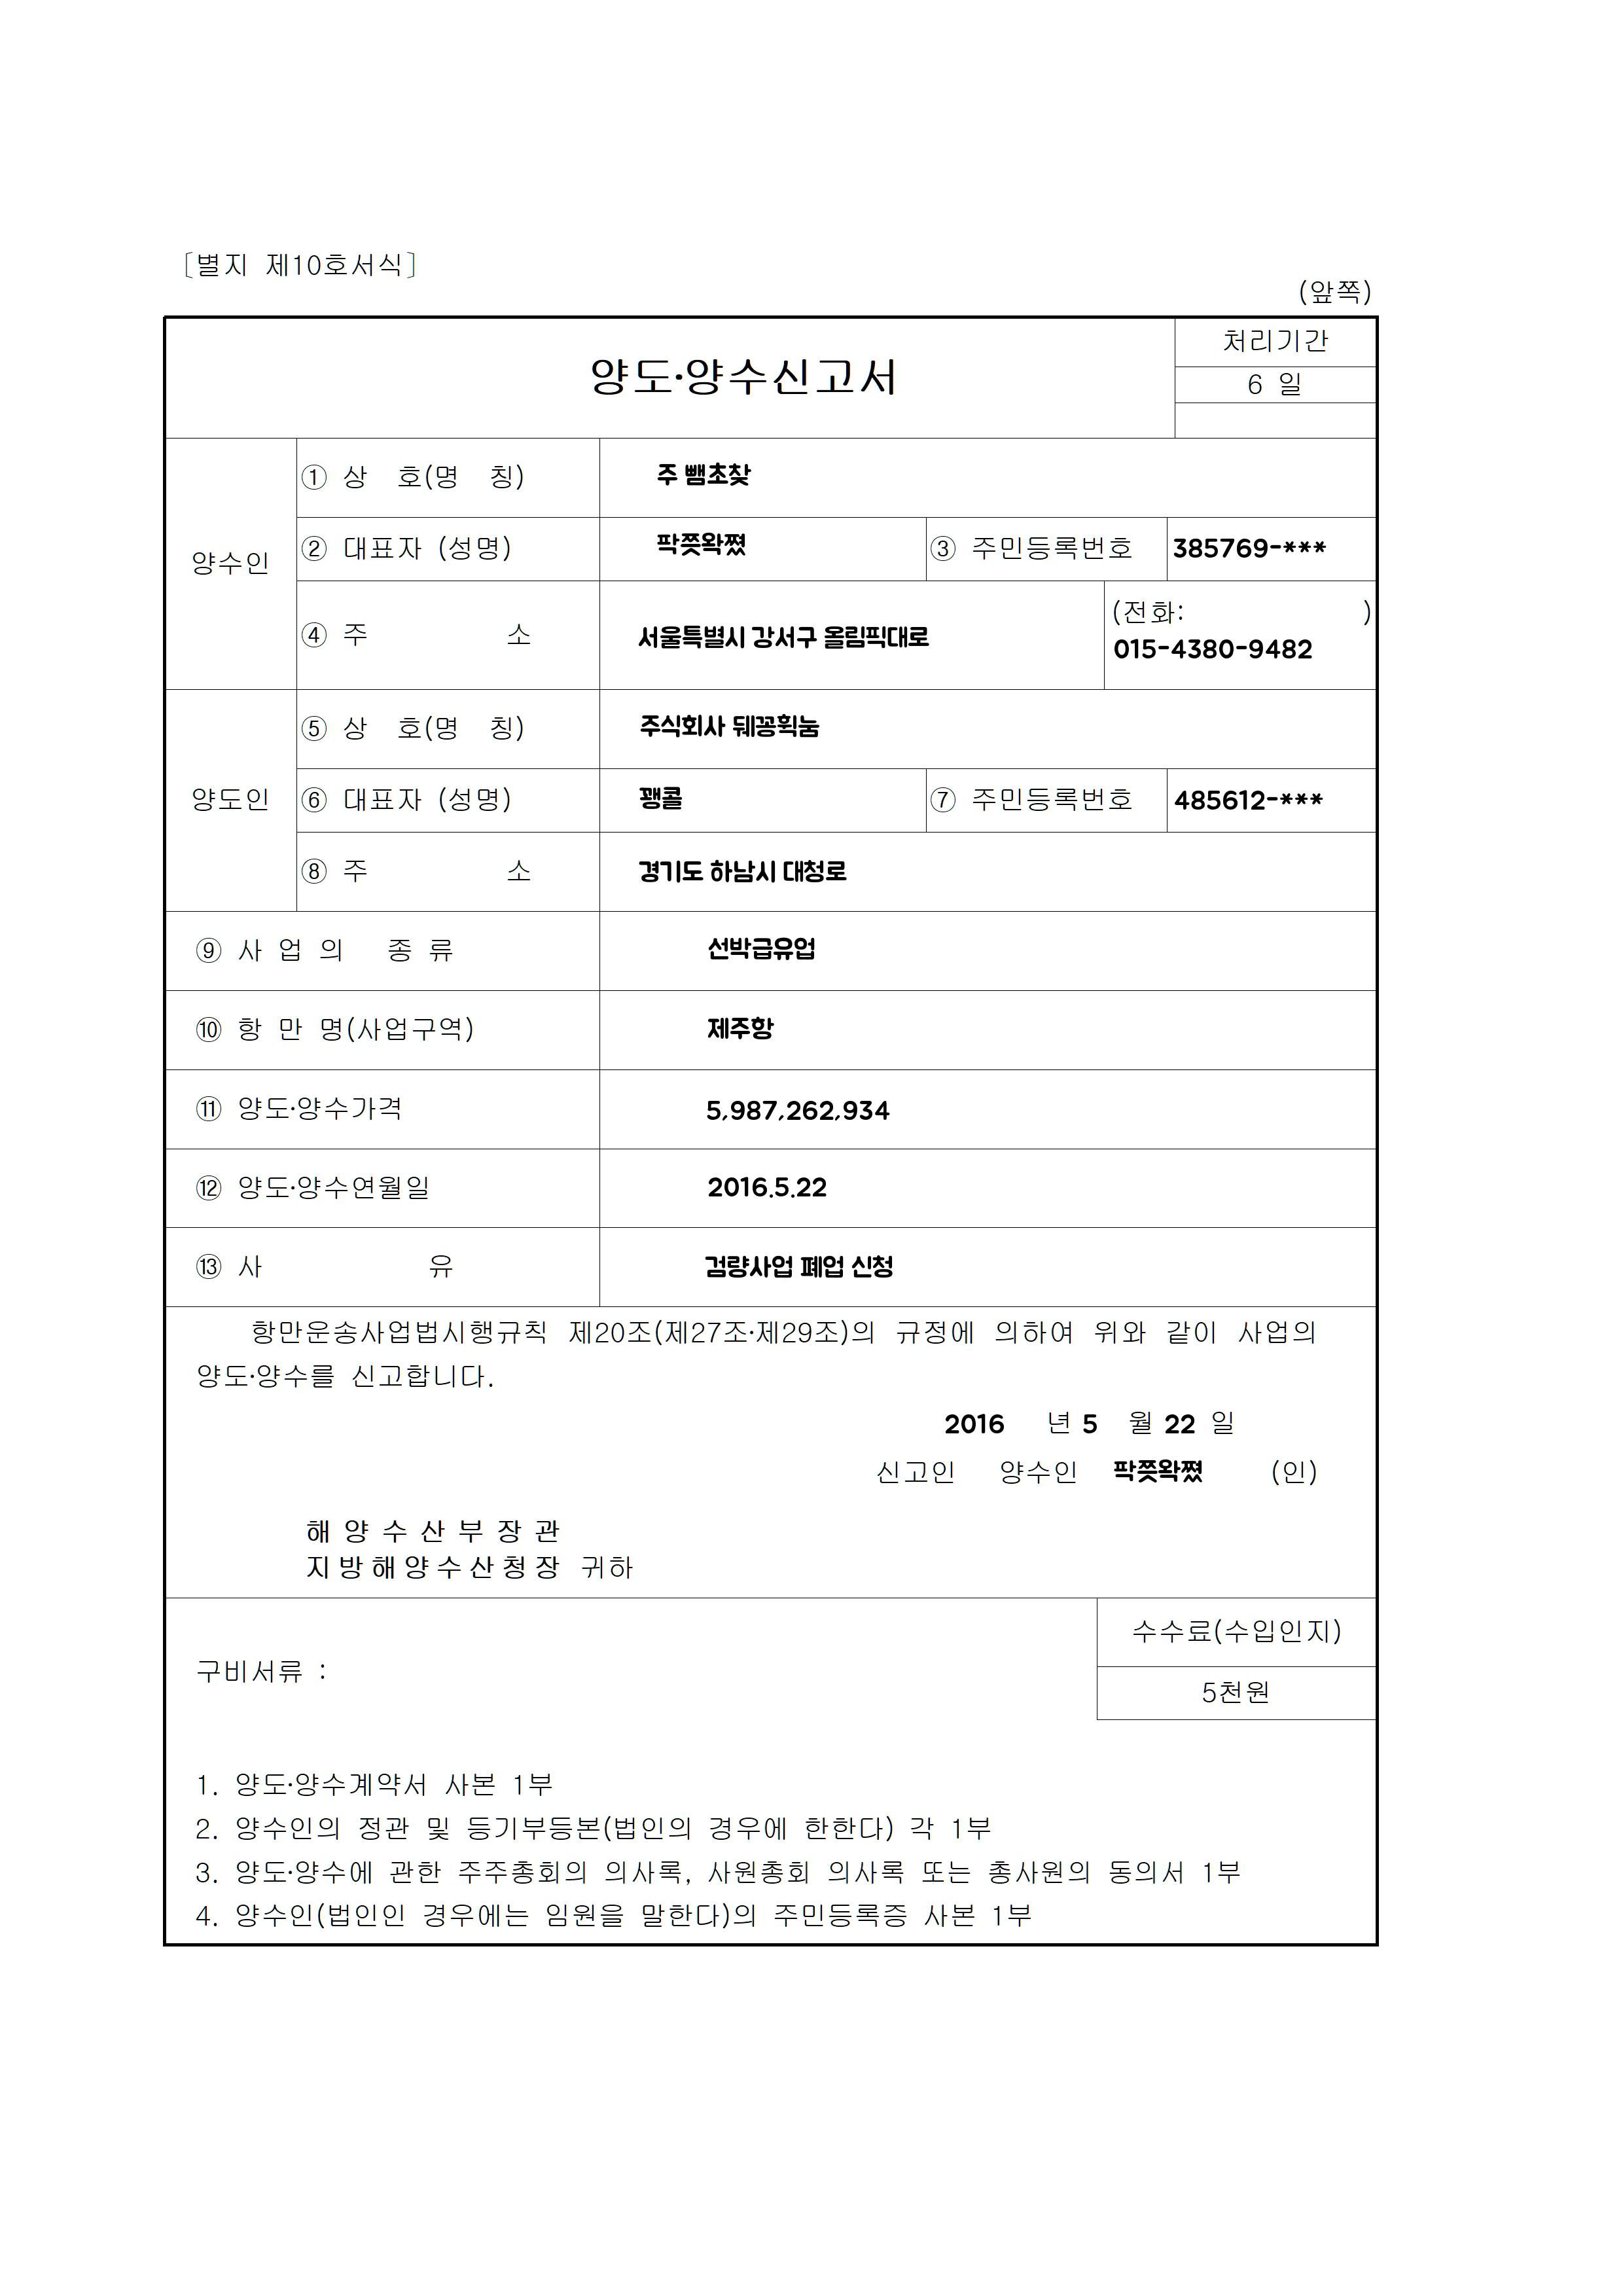 [별지 제10호서식]
(앞쪽)
양도·양수신고서
처리기간
6 일
양수인
① 상 호(명 칭) 주 뺌초찾
② 대표자 (성명) 팍쯧왁쪘 ③ 주민등록번호 385769-***
④ 주 소 서울특별시 강서구 올림픽대로 (전화: )
015-4380-9482
양도인
⑤ 상 호(명 칭) 주식회사 뒈꽁획눔
⑥ 대표자 (성명) 꽹콜 ⑦ 주민등록번호 485612-***
⑧ 주 소 경기도 하남시 대청로
⑨ 사 업 의 종 류 선박급유업
⑩ 항 만 명(사업구역) 제주항
⑪ 양도·양수가격 5,987,262,934
⑫ 양도·양수연월일 2016.5.22
⑬ 사 유 검량사업 폐업 신청
항만운송사업법시행규칙 제20조(제27조·제29조)의 규정에 의하여 위와 같이 사업의
양도·양수를 신고합니다.
2016 년 5 월 22 일
신고인 양수인 팍쯧왁쪘 (인)
해 양 수 산 부 장 관
지 방 해 양 수 산 청 장 귀하
구비서류 :
수수료(수입인지)
5천원
1. 양도·양수계약서 사본 1부
2. 양수인의 정관 및 등기부등본(법인의 경우에 한한다) 각 1부
3. 양도·양수에 관한 주주총회의 의사록, 사원총회 의사록 또는 총사원의 동의서 1부
4. 양수인(법인인 경우에는 임원을 말한다)의 주민등록증 사본 1부